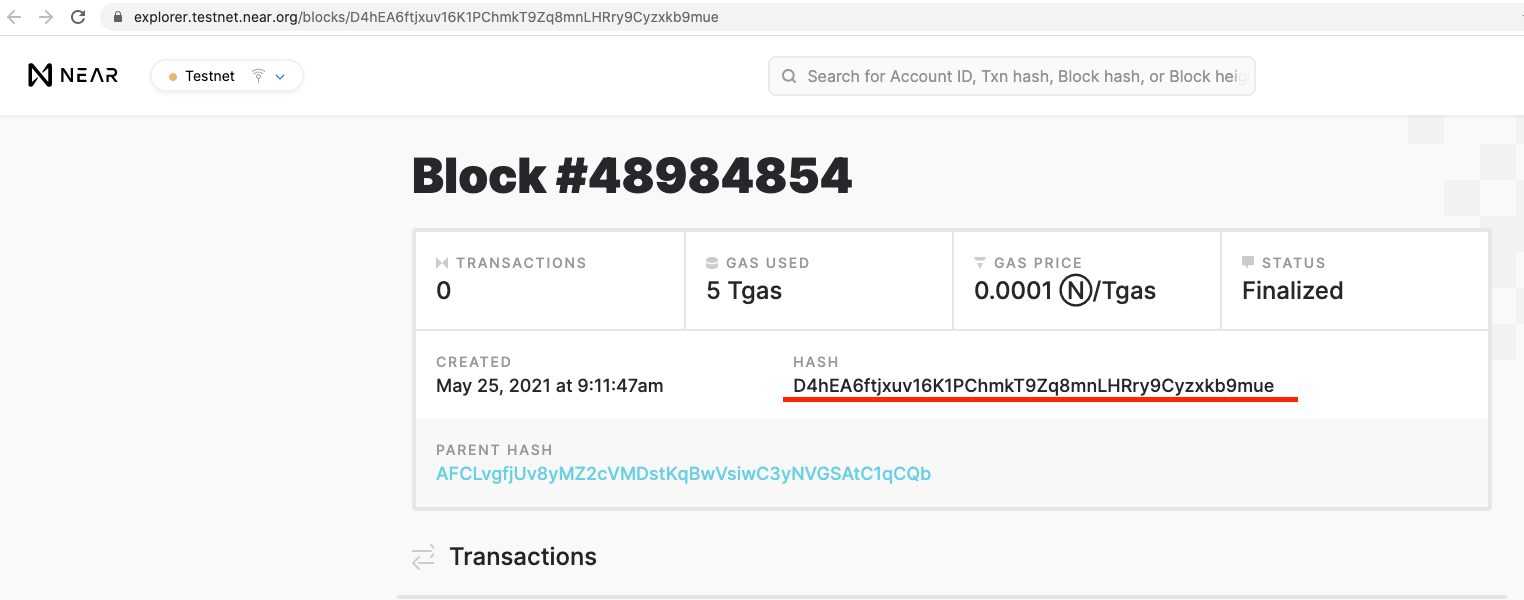 explorer.testnet.near.org/blocks/D4hEA6ftjxuv16K1PChmkT9Zq8mnLHRry9Cyzxkb9mue
NEAR
Testnet
Search for Account ID, Txn hash, Block hash, or Block heig
Block #48984854
TRANSACTIONS
0
GAS USED
5 Tgas
GAS PRICE
0.0001 Ⓝ/Tgas
STATUS
Finalized
CREATED
May 25, 2021 at 9:11:47am
HASH
D4hEA6ftjxuv16K1PChmkT9Zq8mnLHRry9Cyzxkb9mue
PARENT HASH
AFCLvgfjUv8yMZ2cVMDstKqBwVsiwC3yNVGSAtC1qCQb
Transactions